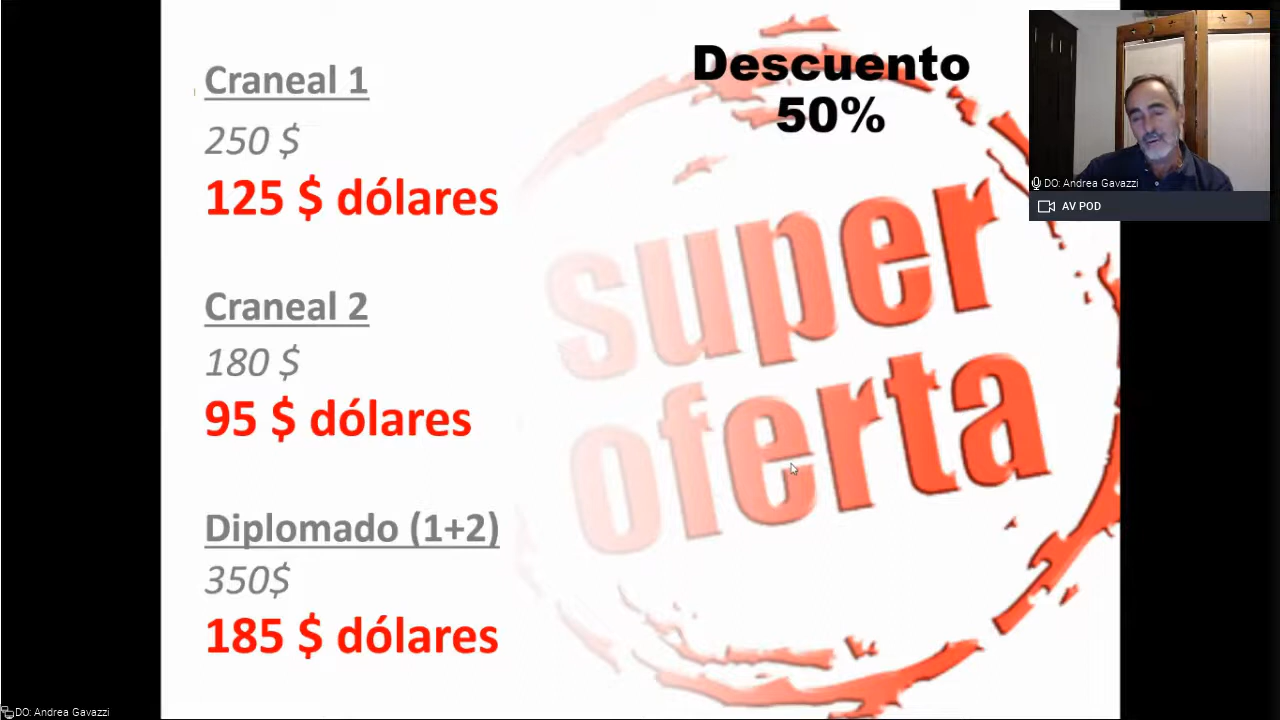 Craneal 1
250 $
125 $ dólares
Craneal 2
180 $
95 $ dólares
Diplomado (1+2)
350$
185 $ dólares
Descuento
50%
super
oferta
DO: Andrea Gavazzi
AV POD
DO: Andrea Gavazzi